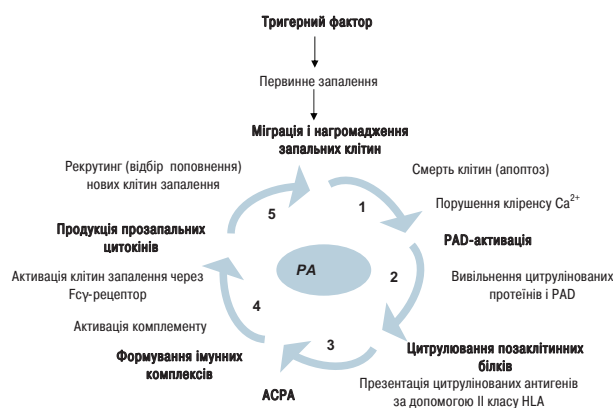 Тригерний фактор
Первинне запалення
Міграція і нагромадження
запальних клітин
Рекрутинг (відбір поповнення)
нових клітин запалення
Смерть клітин (апоптоз)
5
1
Порушення кліренсу Ca²⁺
Продукція прозапальних
цитокінів
PAD-активація
РА
2
Активація клітин запалення через
Fcγ-рецептор
Вивільнення цитрулінованих
протеїнів і PAD
4
Активація комплементу
3
Формування імунних
комплексів
Цитрулювання позаклітинних
білків
АСРА
Презентація цитрулінованих антигенів
за допомогою II класу HLA